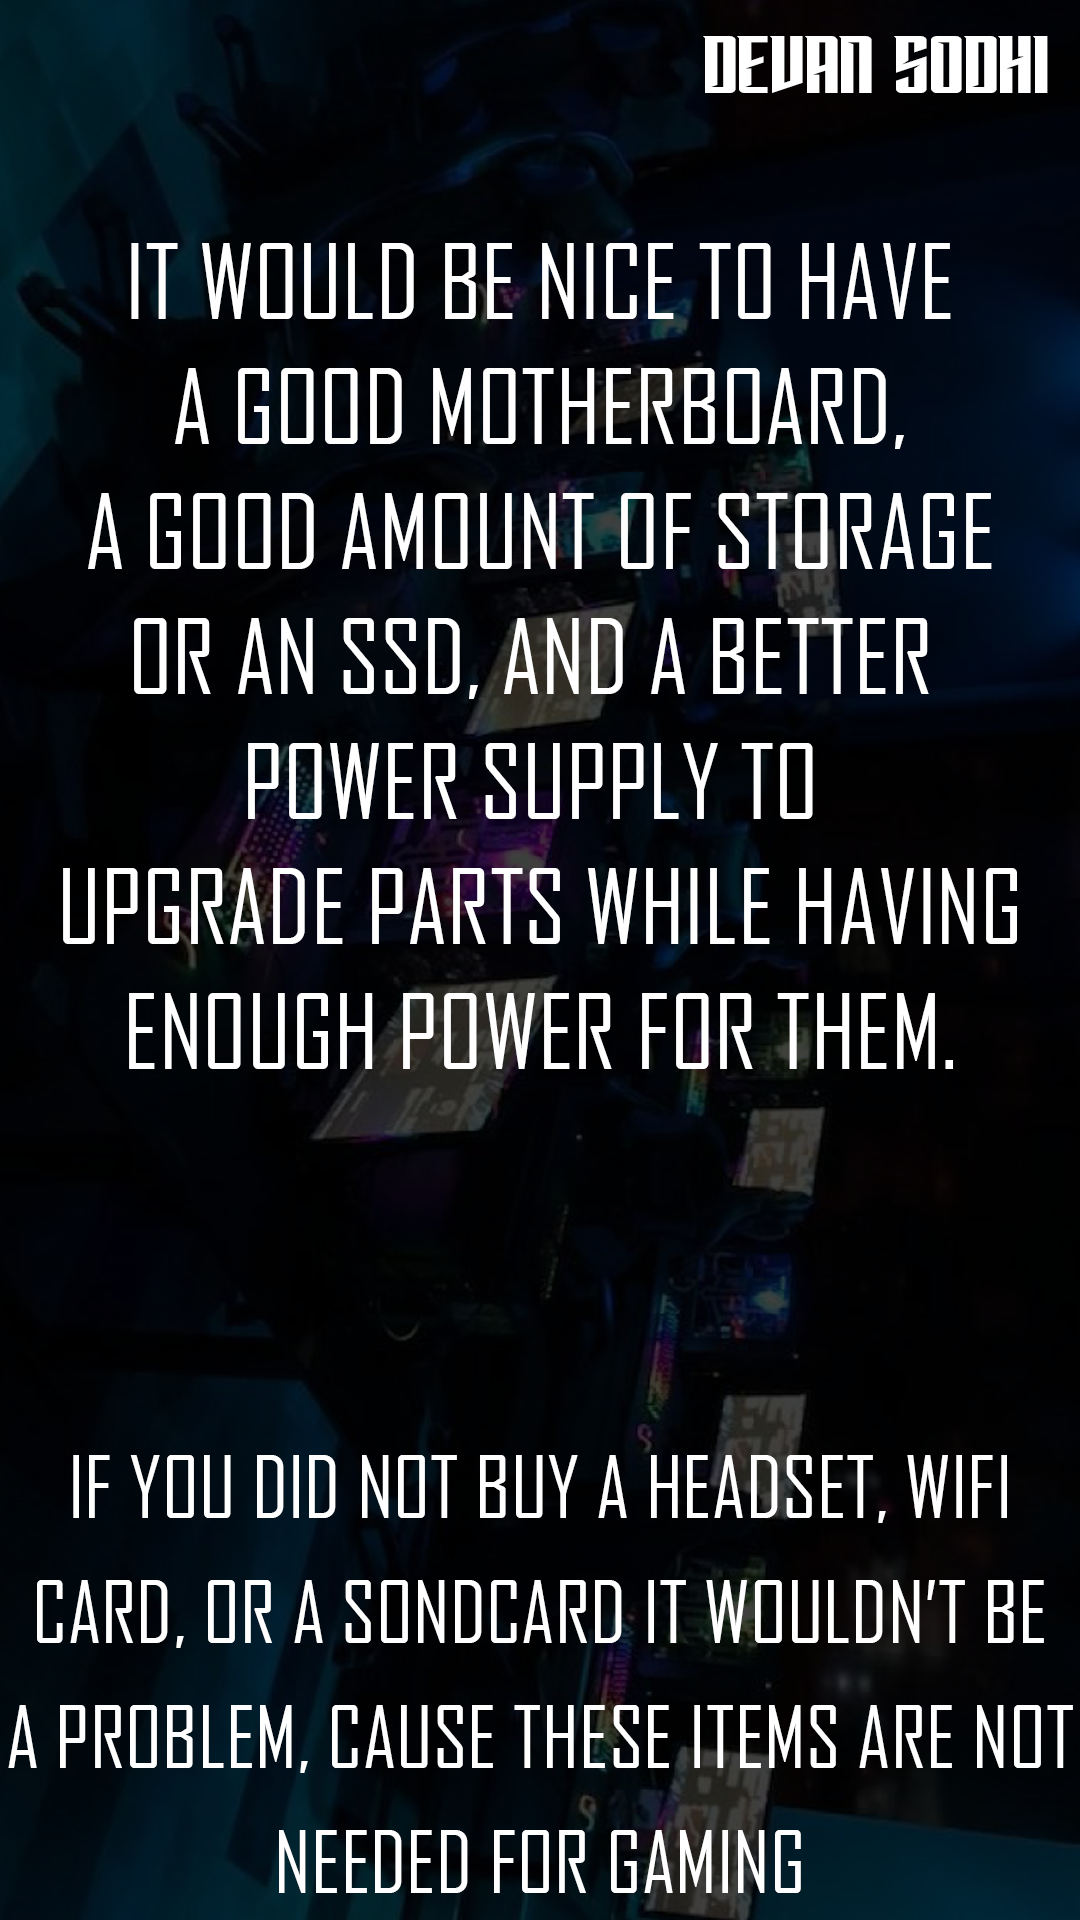 DEVAN SODHI
IT WOULD BE NICE TO HAVE
A GOOD MOTHERBOARD,
A GOOD AMOUNT OF STORAGE
OR AN SSD, AND A BETTER
POWER SUPPLY TO
UPGRADE PARTS WHILE HAVING
ENOUGH POWER FOR THEM.
IF YOU DID NOT BUY A HEADSET, WIFI
CARD, OR A SONDCARD IT WOULDN'T BE
A PROBLEM, CAUSE THESE ITEMS ARE NOT
NEEDED FOR GAMING